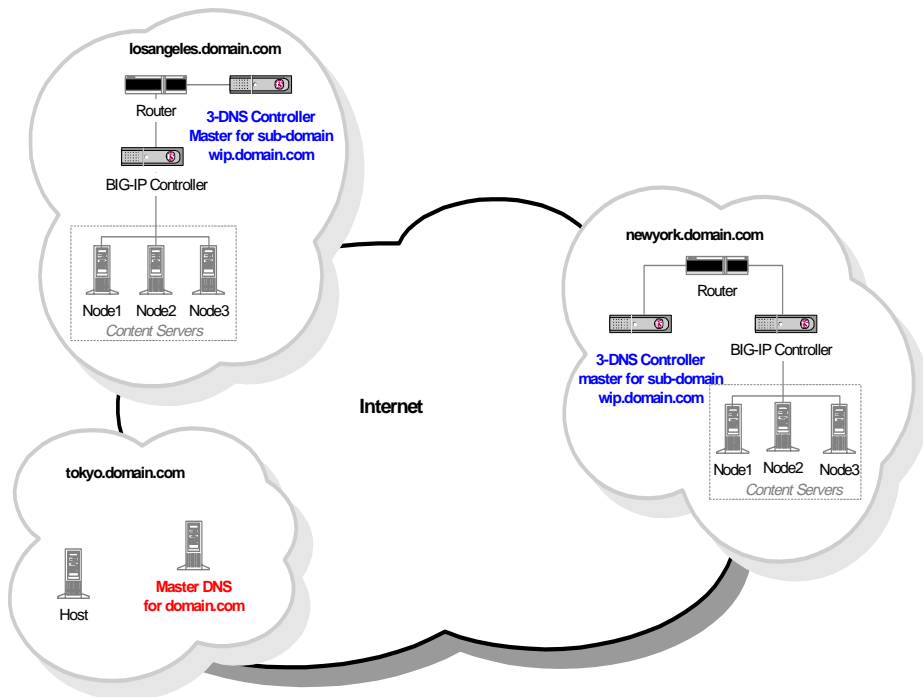 losangeles.domain.com
Router
3-DNS Controller
Master for sub-domain
wip.domain.com
BIG-IP Controller
Node1 Node2 Node3
Content Servers
newyork.domain.com
Router
3-DNS Controller
master for sub-domain
wip.domain.com
BIG-IP Controller
Node1 Node2 Node3
Content Servers
Internet
tokyo.domain.com
Host
Master DNS
for domain.com